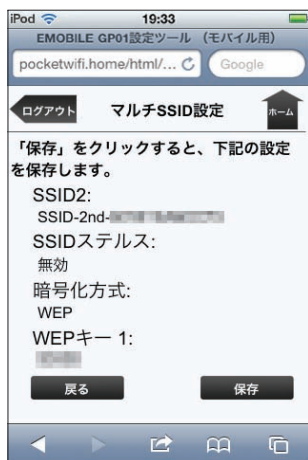 iPod 19:33
EMOBILE GP01設定ツール （モバイル用）
pocketwifi.home/html/... Google
ログアウト マルチSSID設定 ホーム
「保存」をクリックすると、下記の設定
を保存します。
SSID2:
SSID-2nd-
SSIDステルス:
無効
暗号化方式:
WEP
WEPキー 1:
戻る 保存